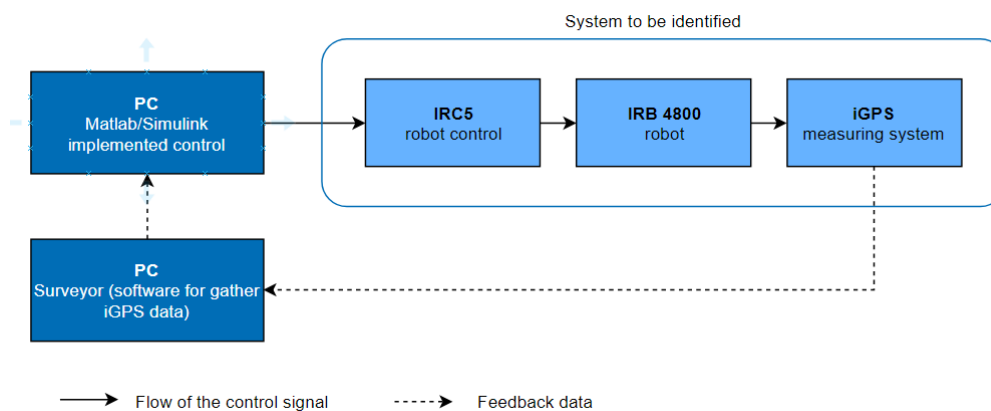 System to be identified
PC
Matlab/Simulink
implemented control
IRC5
robot control
IRB 4800
robot
iGPS
measuring system
PC
Surveyor (software for gather
iGPS data)
Flow of the control signal
Feedback data